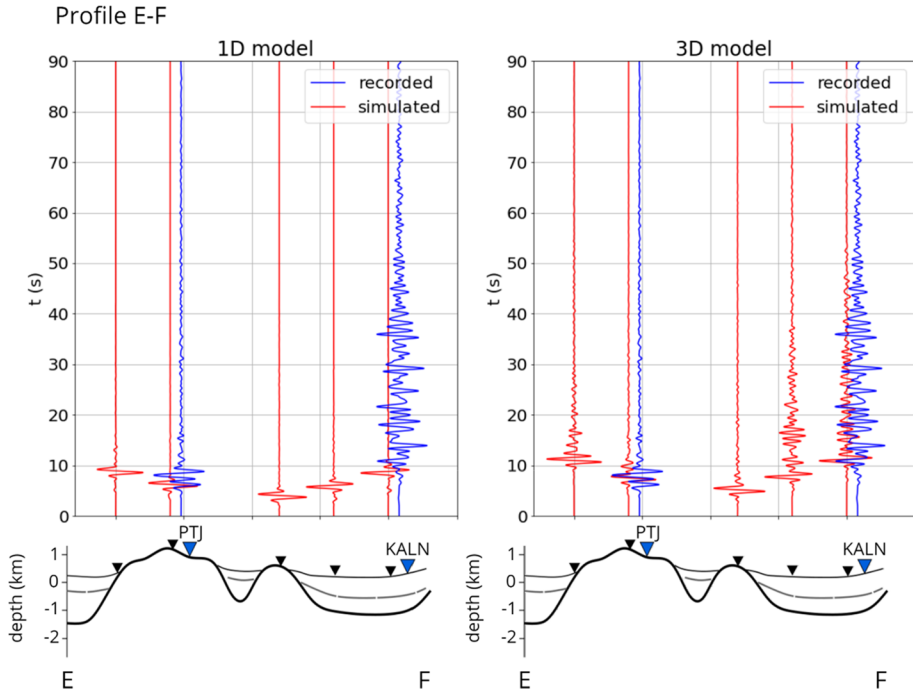 Profile E-F
1D model
3D model
90
80
70
60
50
40
30
20
10
0
t (s)
recorded
simulated
90
80
70
60
50
40
30
20
10
0
t (s)
recorded
simulated
PTJ
KALN
1
0
-1
-2
depth (km)
E
F
PTJ
KALN
1
0
-1
-2
depth (km)
E
F